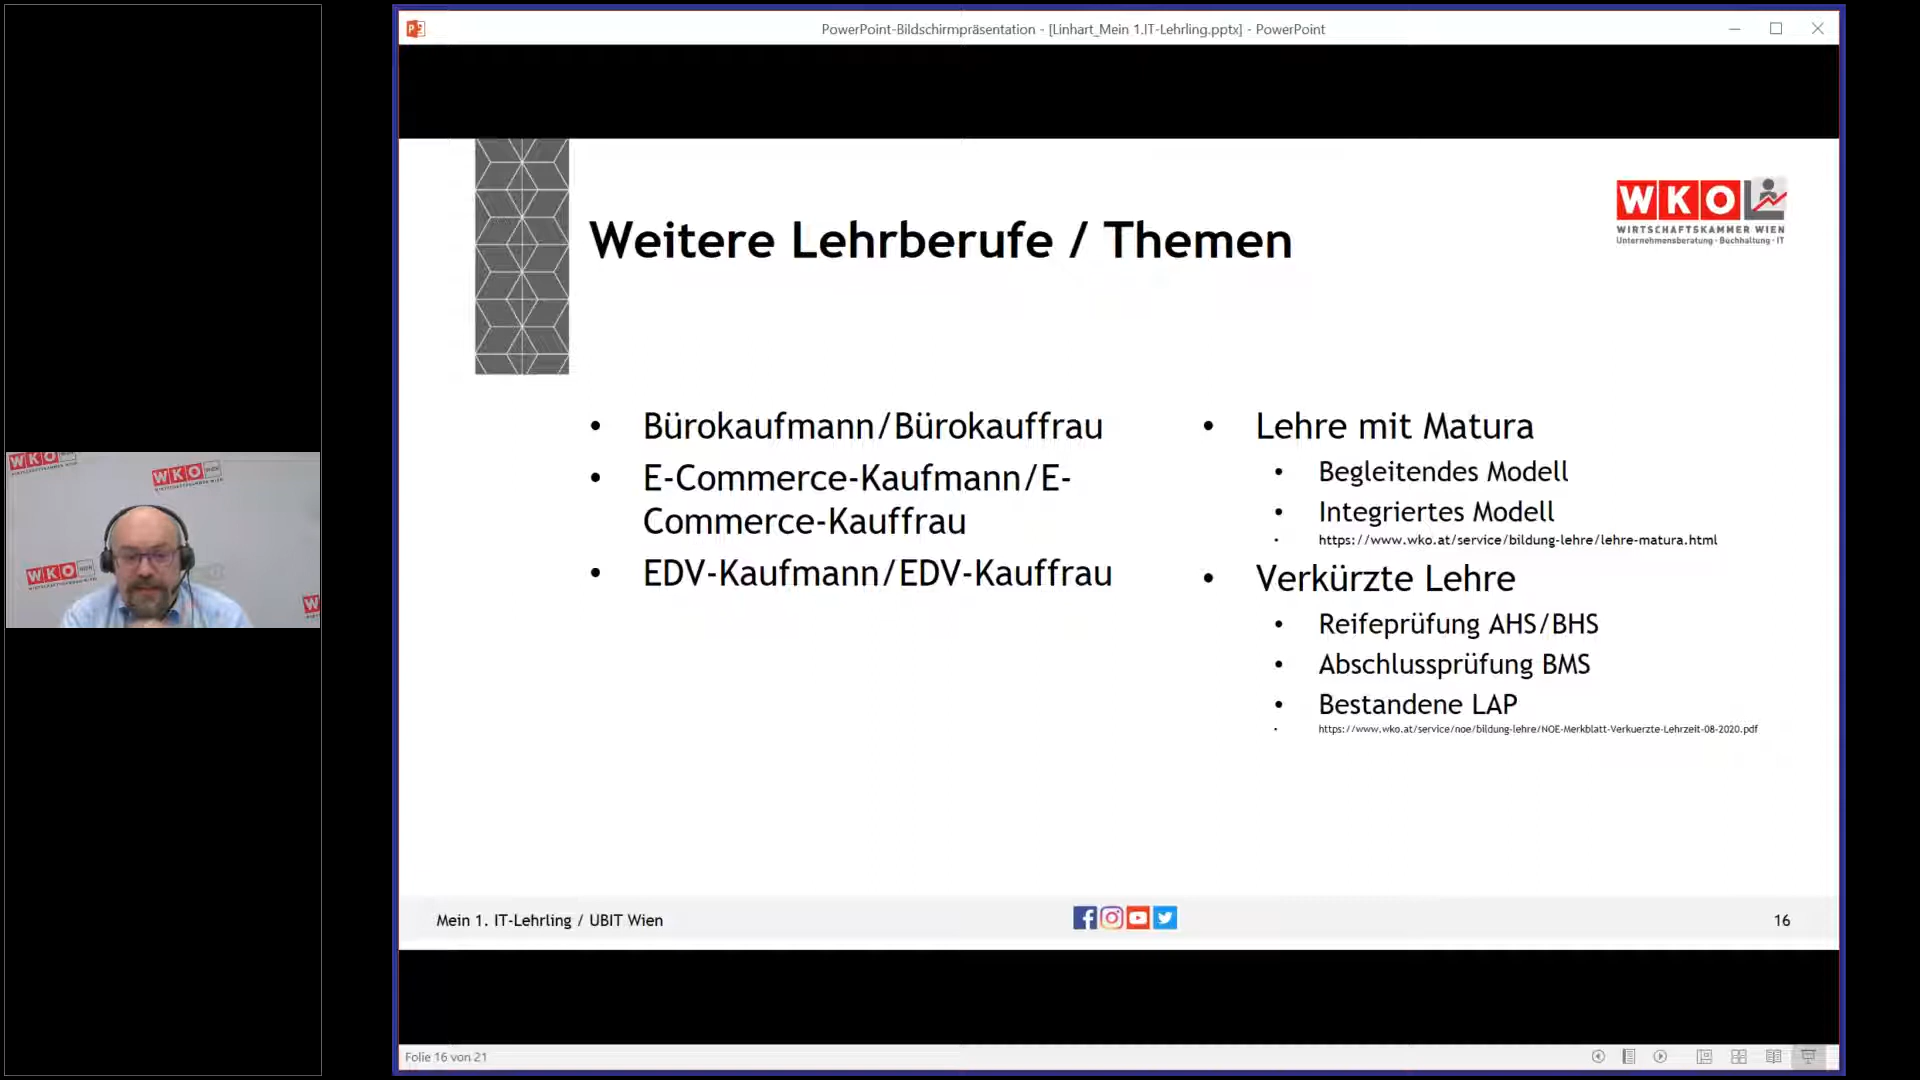 PowerPoint-Bildschirmpräsentation - [Linhart_Mein 1.IT-Lehrling.pptx] - PowerPoint
WKO
WIRTSCHAFTSKAMMER WIEN
Unternehmensberatung · Buchhaltung · IT
Weitere Lehrberufe / Themen
• Bürokaufmann/Bürokauffrau
• E-Commerce-Kaufmann/E-
Commerce-Kauffrau
• EDV-Kaufmann/EDV-Kauffrau
• Lehre mit Matura
• Begleitendes Modell
• Integriertes Modell
• https://www.wko.at/service/bildung-lehre/lehre-matura.html
• Verkürzte Lehre
• Reifeprüfung AHS/BHS
• Abschlussprüfung BMS
• Bestandene LAP
• https://www.wko.at/service/noe/bildung-lehre/NOE-Merkblatt-Verkuerzte-Lehrzeit-08-2020.pdf
Mein 1. IT-Lehrling / UBIT Wien
16
Folie 16 von 21
WKO
WKO
WKO
W